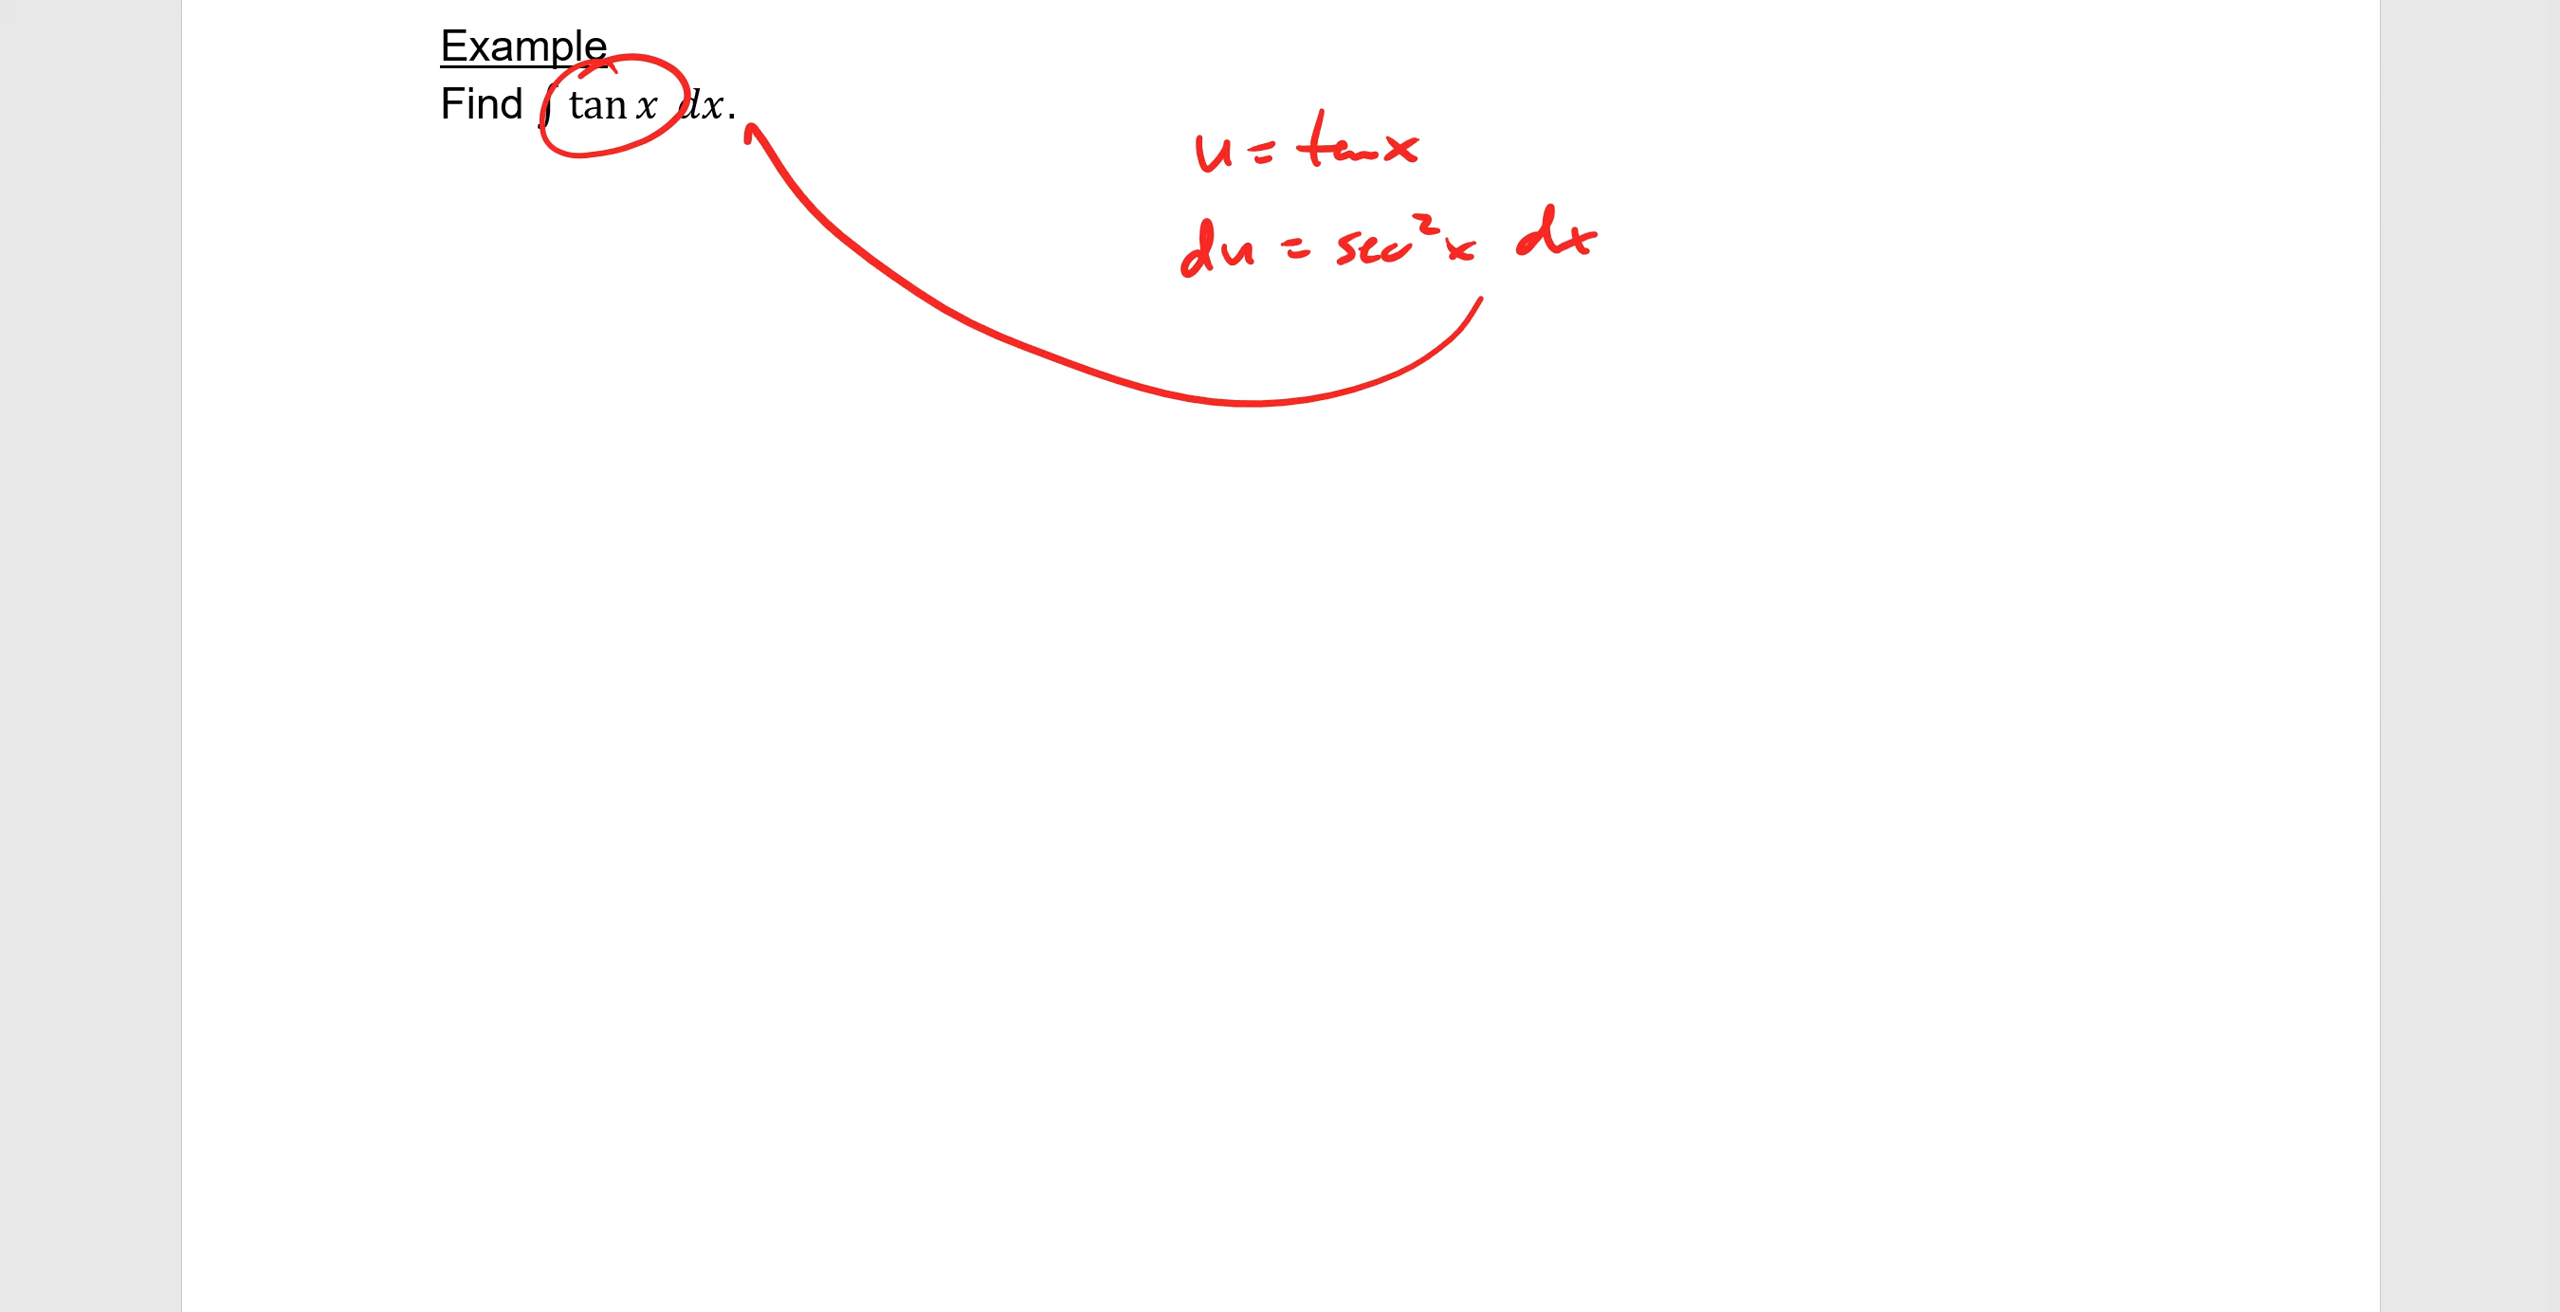 Example
Find ∫ tan x dx.
u = tan x
du = sec²x dx